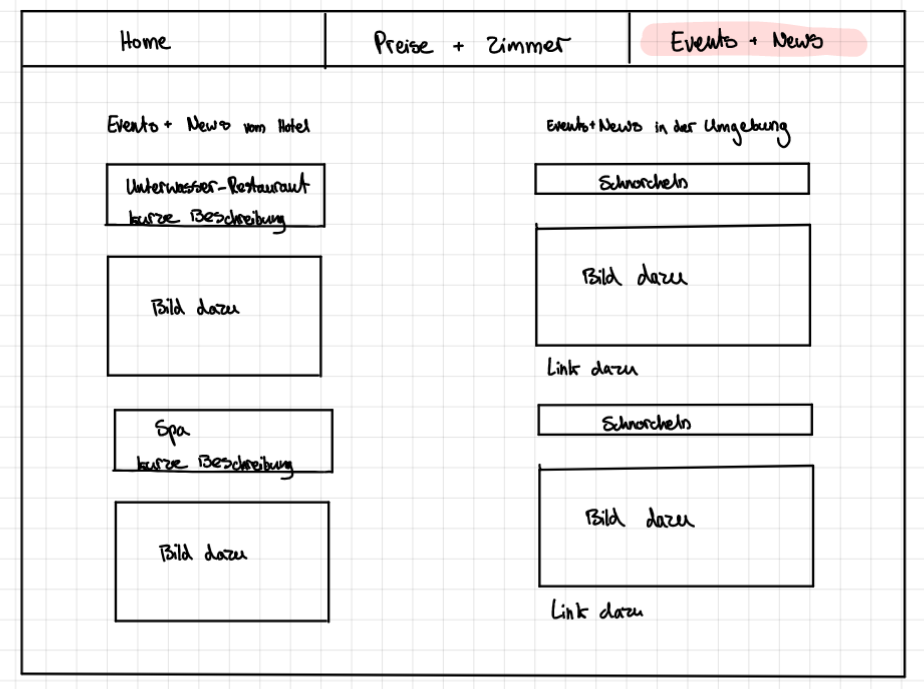 Home
Preise + Zimmer
Events + News
Events + News vom Hotel
Unterwasser-Restaurant
kurze Beschreibung
Bild dazu
Spa
kurze Beschreibung
Bild dazu
Events+News in der Umgebung
Schnorcheln
Bild dazu
Link dazu
Schnorcheln
Bild dazu
Link dazu